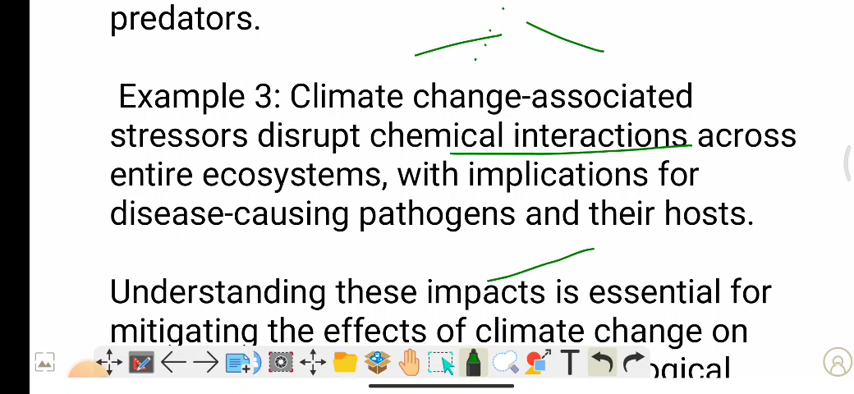 predators.
Example 3: Climate change-associated
stressors disrupt chemical interactions across
entire ecosystems, with implications for
disease-causing pathogens and their hosts.
Understanding these impacts is essential for
mitigating the effects of climate change on